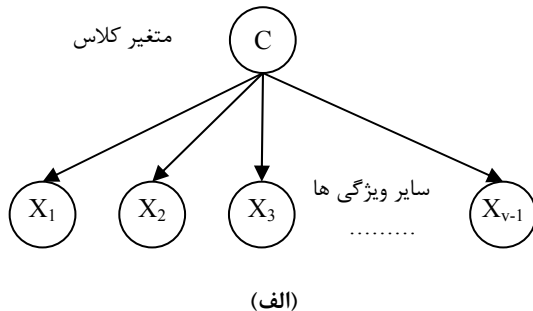 متغیر کلاس
C
X1 X2 X3 سایر ویژگی ها Xv-1
.........
(الف)